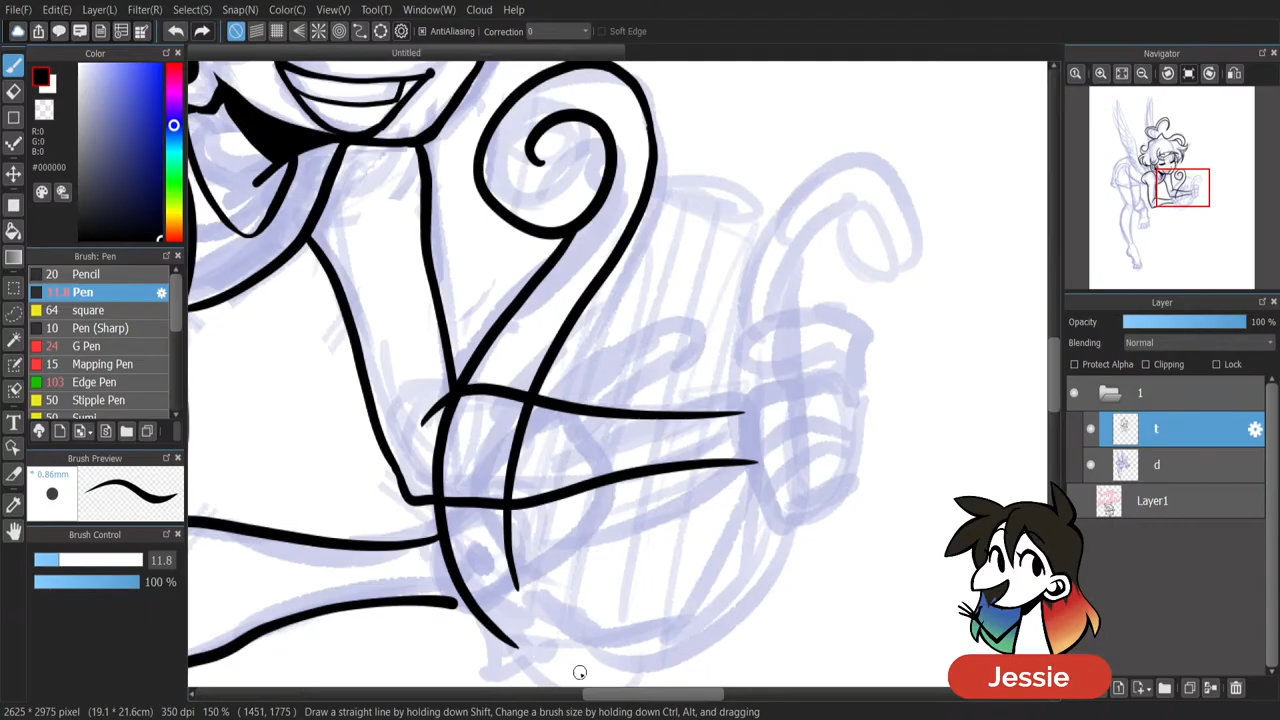 File(F) Edit(E) Layer(L) Filter(R) Select(S) Snap(N) Color(C) View(V) Tool(T) Window(W) Cloud Help
AntiAliasing Correction 0 Soft Edge
Color Untitled Navigator
R:0
G:0
B:0
#000000
Brush: Pen
20 Pencil
11.8 Pen
64 square
10 Pen (Sharp)
24 G Pen
15 Mapping Pen
103 Edge Pen
50 Stipple Pen
50 Sumi
Brush Preview
* 0.86mm
Brush Control
11.8
100 %
Layer
Opacity 100 %
Blending Normal
Protect Alpha Clipping Lock
1
t
d
Layer1
Jessie
2625 * 2975 pixel (19.1 * 21.6cm) 350 dpi 150 % ( 1451, 1775 ) Draw a straight line by holding down Shift, Change a brush size by holding down Ctrl, Alt, and dragging